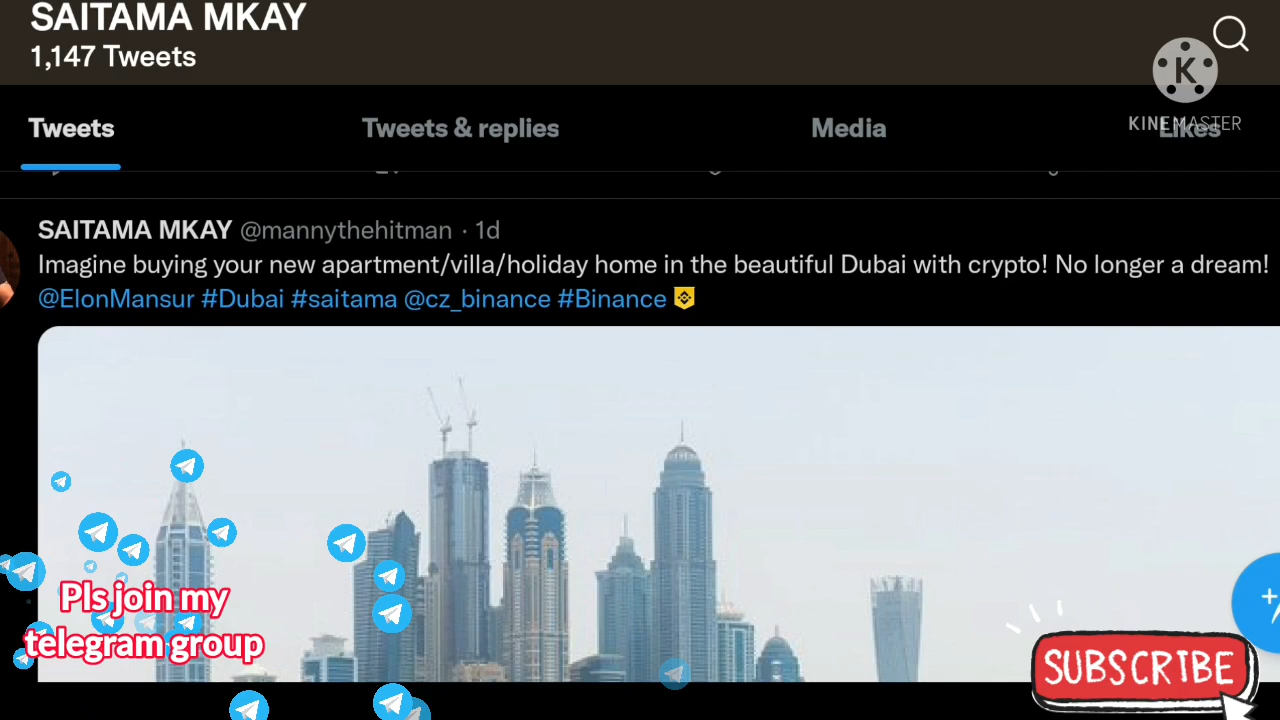 SAITAMA MKAY
1,147 Tweets
K
KINEMASTER
Tweets
Tweets & replies
Media
Likes
SAITAMA MKAY @mannythehitman · 1d
Imagine buying your new apartment/villa/holiday home in the beautiful Dubai with crypto! No longer a dream!
@ElonMansur #Dubai #saitama @cz_binance #Binance
Pls join my
telegram group
SUBSCRIBE